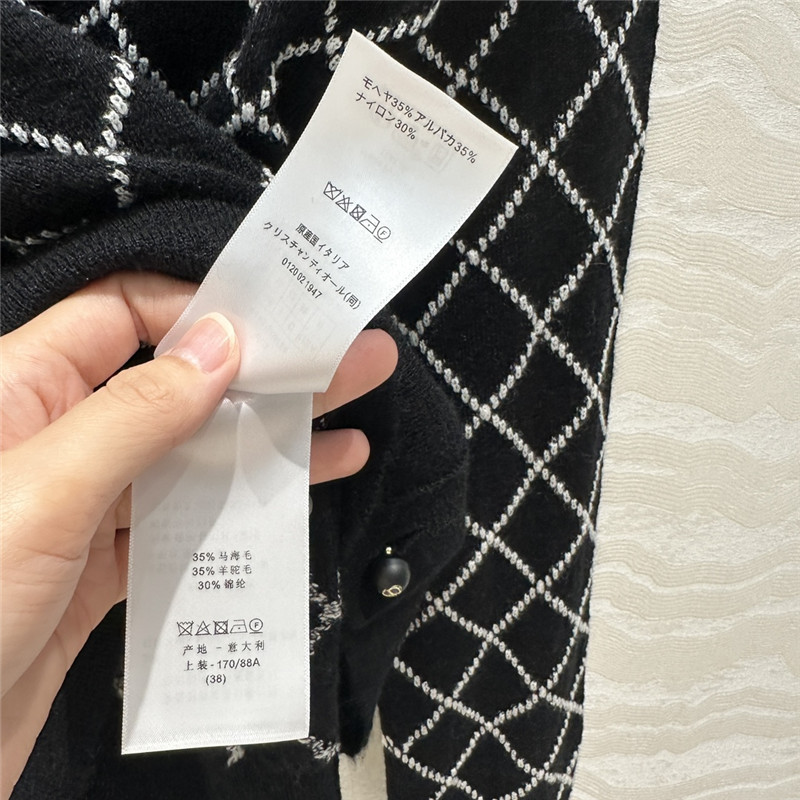 モヘヤ35%アルパカ35%
ナイロン30%
原産国イタリア
クリスチャンディオール(同)
0120021947
35% 马海毛
35% 羊驼毛
30% 锦纶
F
产地 - 意大利
上装-170/88A
(38)